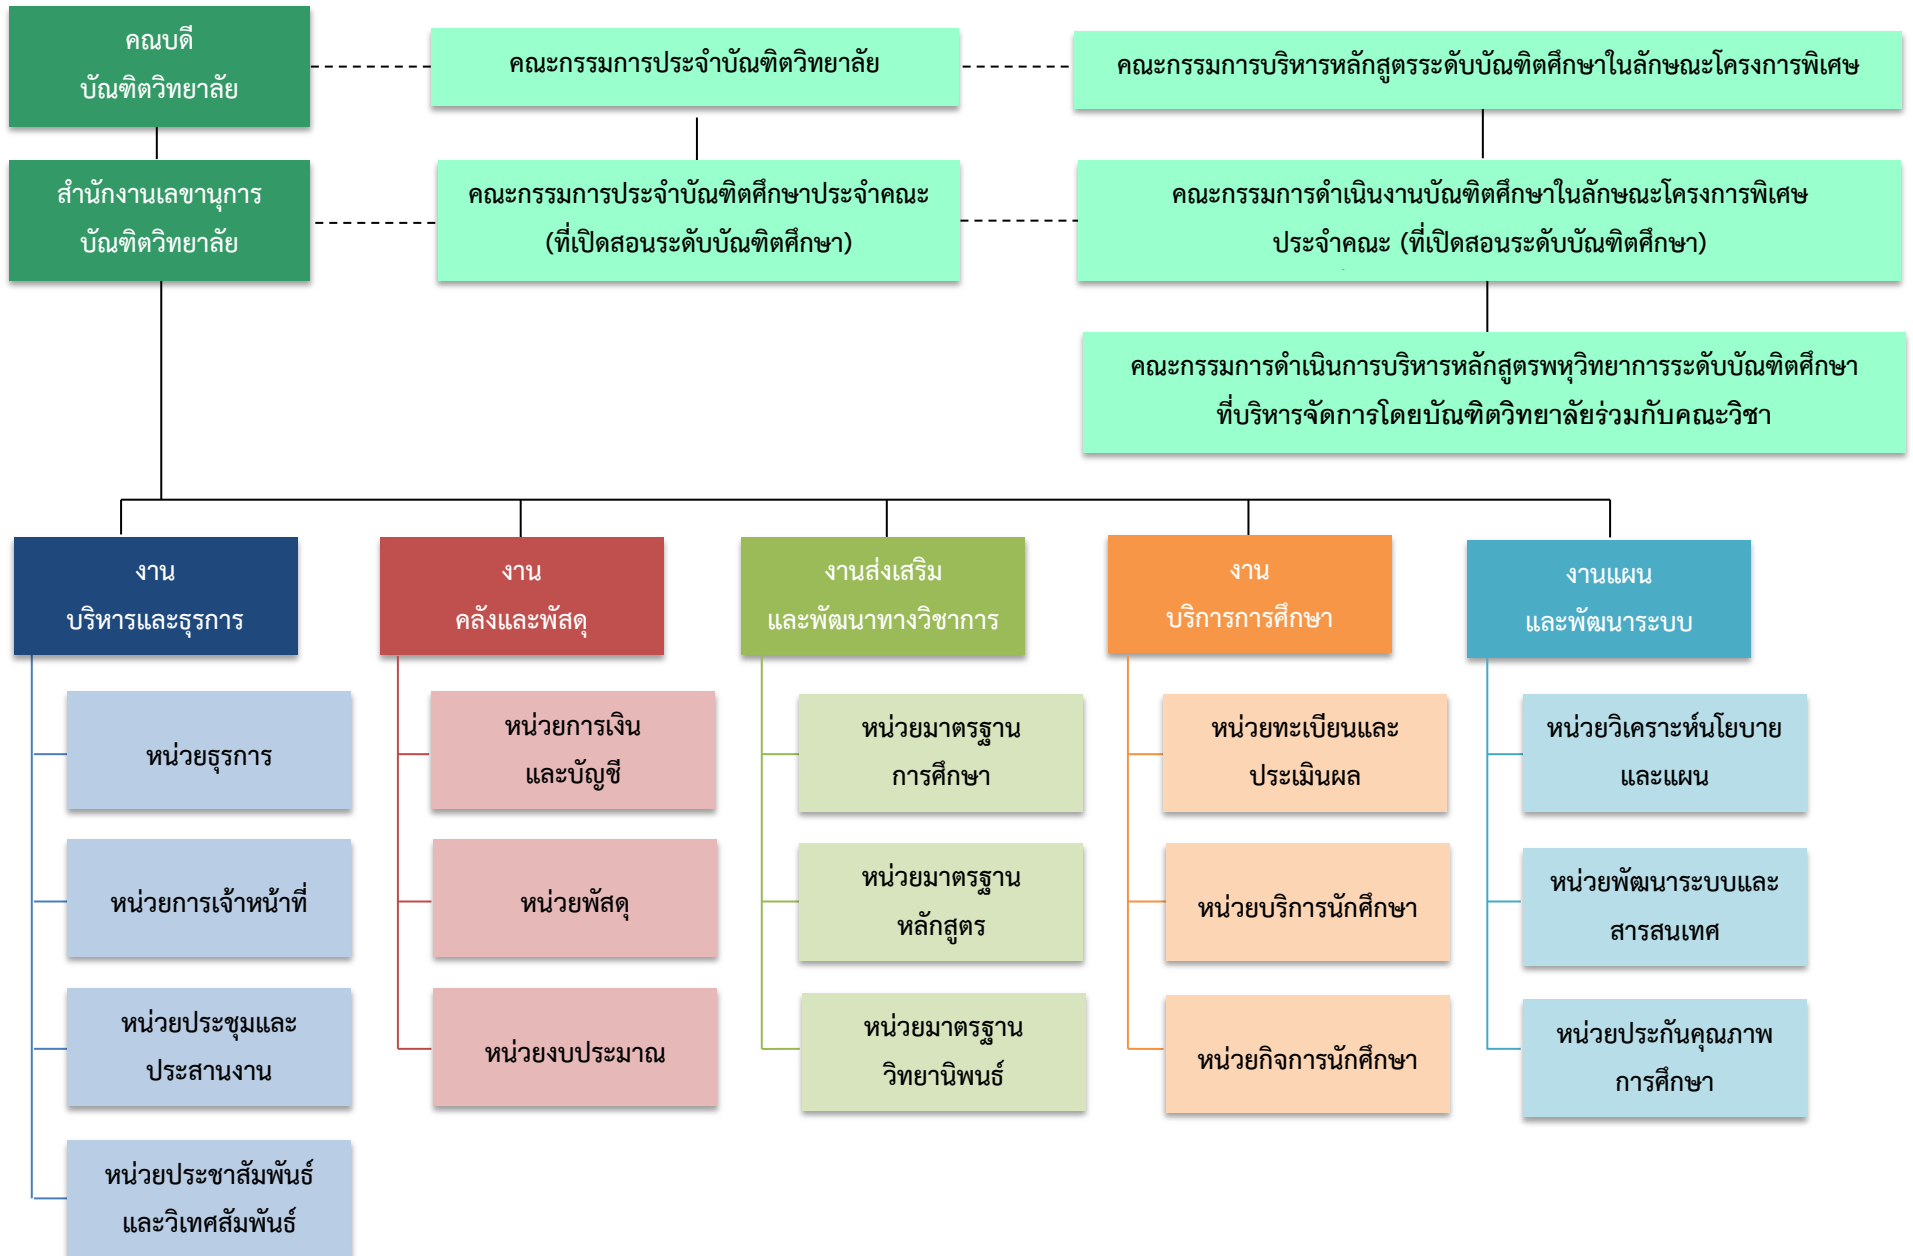 คณบดี
บัณฑิตวิทยาลัย
คณะกรรมการประจำบัณฑิตวิทยาลัย
คณะกรรมการบริหารหลักสูตรระดับบัณฑิตศึกษาในลักษณะโครงการพิเศษ
สำนักงานเลขานุการ
บัณฑิตวิทยาลัย
คณะกรรมการประจำบัณฑิตศึกษาประจำคณะ
(ที่เปิดสอนระดับบัณฑิตศึกษา)
คณะกรรมการดำเนินงานบัณฑิตศึกษาในลักษณะโครงการพิเศษ
ประจำคณะ (ที่เปิดสอนระดับบัณฑิตศึกษา)
คณะกรรมการดำเนินการบริหารหลักสูตรพหุวิทยาการระดับบัณฑิตศึกษา
ที่บริหารจัดการโดยบัณฑิตวิทยาลัยร่วมกับคณะวิชา
งาน
บริหารและธุรการ
งาน
คลังและพัสดุ
งานส่งเสริม
และพัฒนาทางวิชาการ
งาน
บริการการศึกษา
งานแผน
และพัฒนาระบบ
หน่วยธุรการ
หน่วยการเจ้าหน้าที่
หน่วยประชุมและ
ประสานงาน
หน่วยประชาสัมพันธ์
และวิเทศสัมพันธ์
หน่วยการเงิน
และบัญชี
หน่วยพัสดุ
หน่วยงบประมาณ
หน่วยมาตรฐาน
การศึกษา
หน่วยมาตรฐาน
หลักสูตร
หน่วยมาตรฐาน
วิทยานิพนธ์
หน่วยทะเบียนและ
ประเมินผล
หน่วยบริการนักศึกษา
หน่วยกิจการนักศึกษา
หน่วยวิเคราะห์นโยบาย
และแผน
หน่วยพัฒนาระบบและ
สารสนเทศ
หน่วยประกันคุณภาพ
การศึกษา